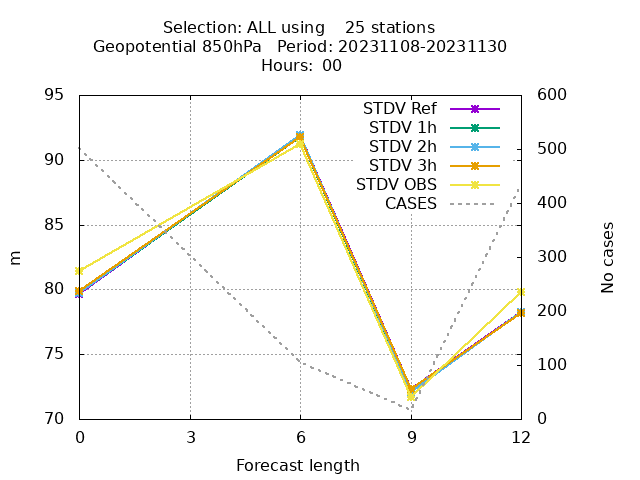 Selection: ALL using    25 stations
Geopotential 850hPa   Period: 20231108-20231130
Hours: 00
STDV Ref
STDV 1h
STDV 2h
STDV 3h
STDV OBS
CASES
95
90
85
80
75
70
m
600
500
400
300
200
100
0
No cases
0 3 6 9 12
Forecast length